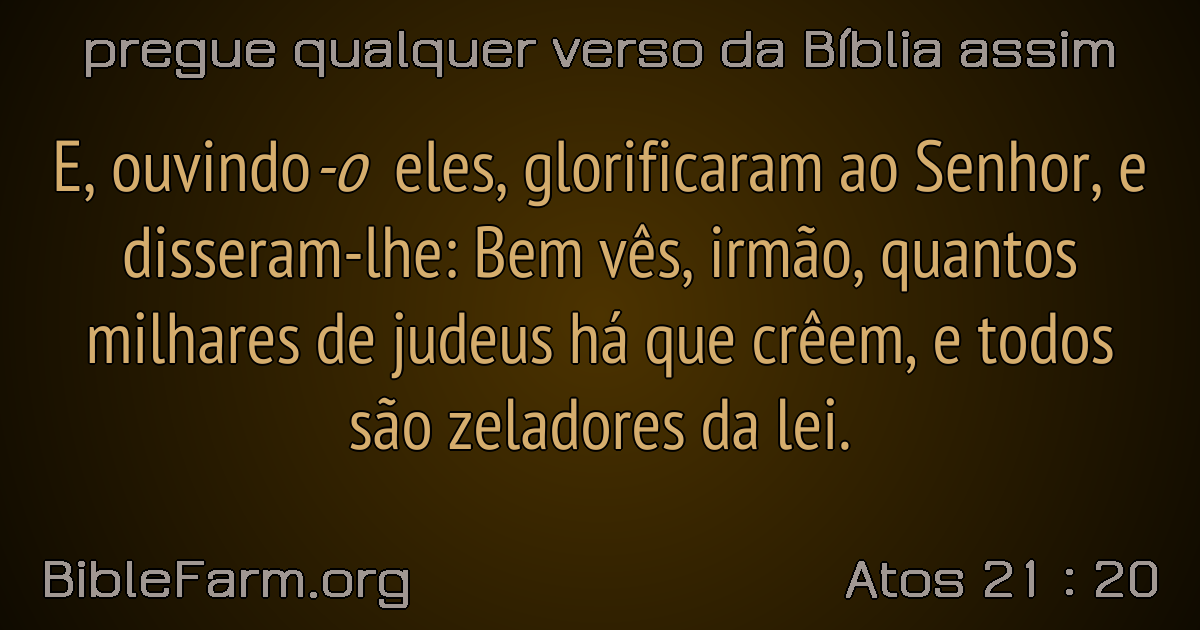 pregue qualquer verso da Bíblia assim
E, ouvindo-o eles, glorificaram ao Senhor, e
disseram-lhe: Bem vês, irmão, quantos
milhares de judeus há que crêem, e todos
são zeladores da lei.
BibleFarm.org
Atos 21 : 20